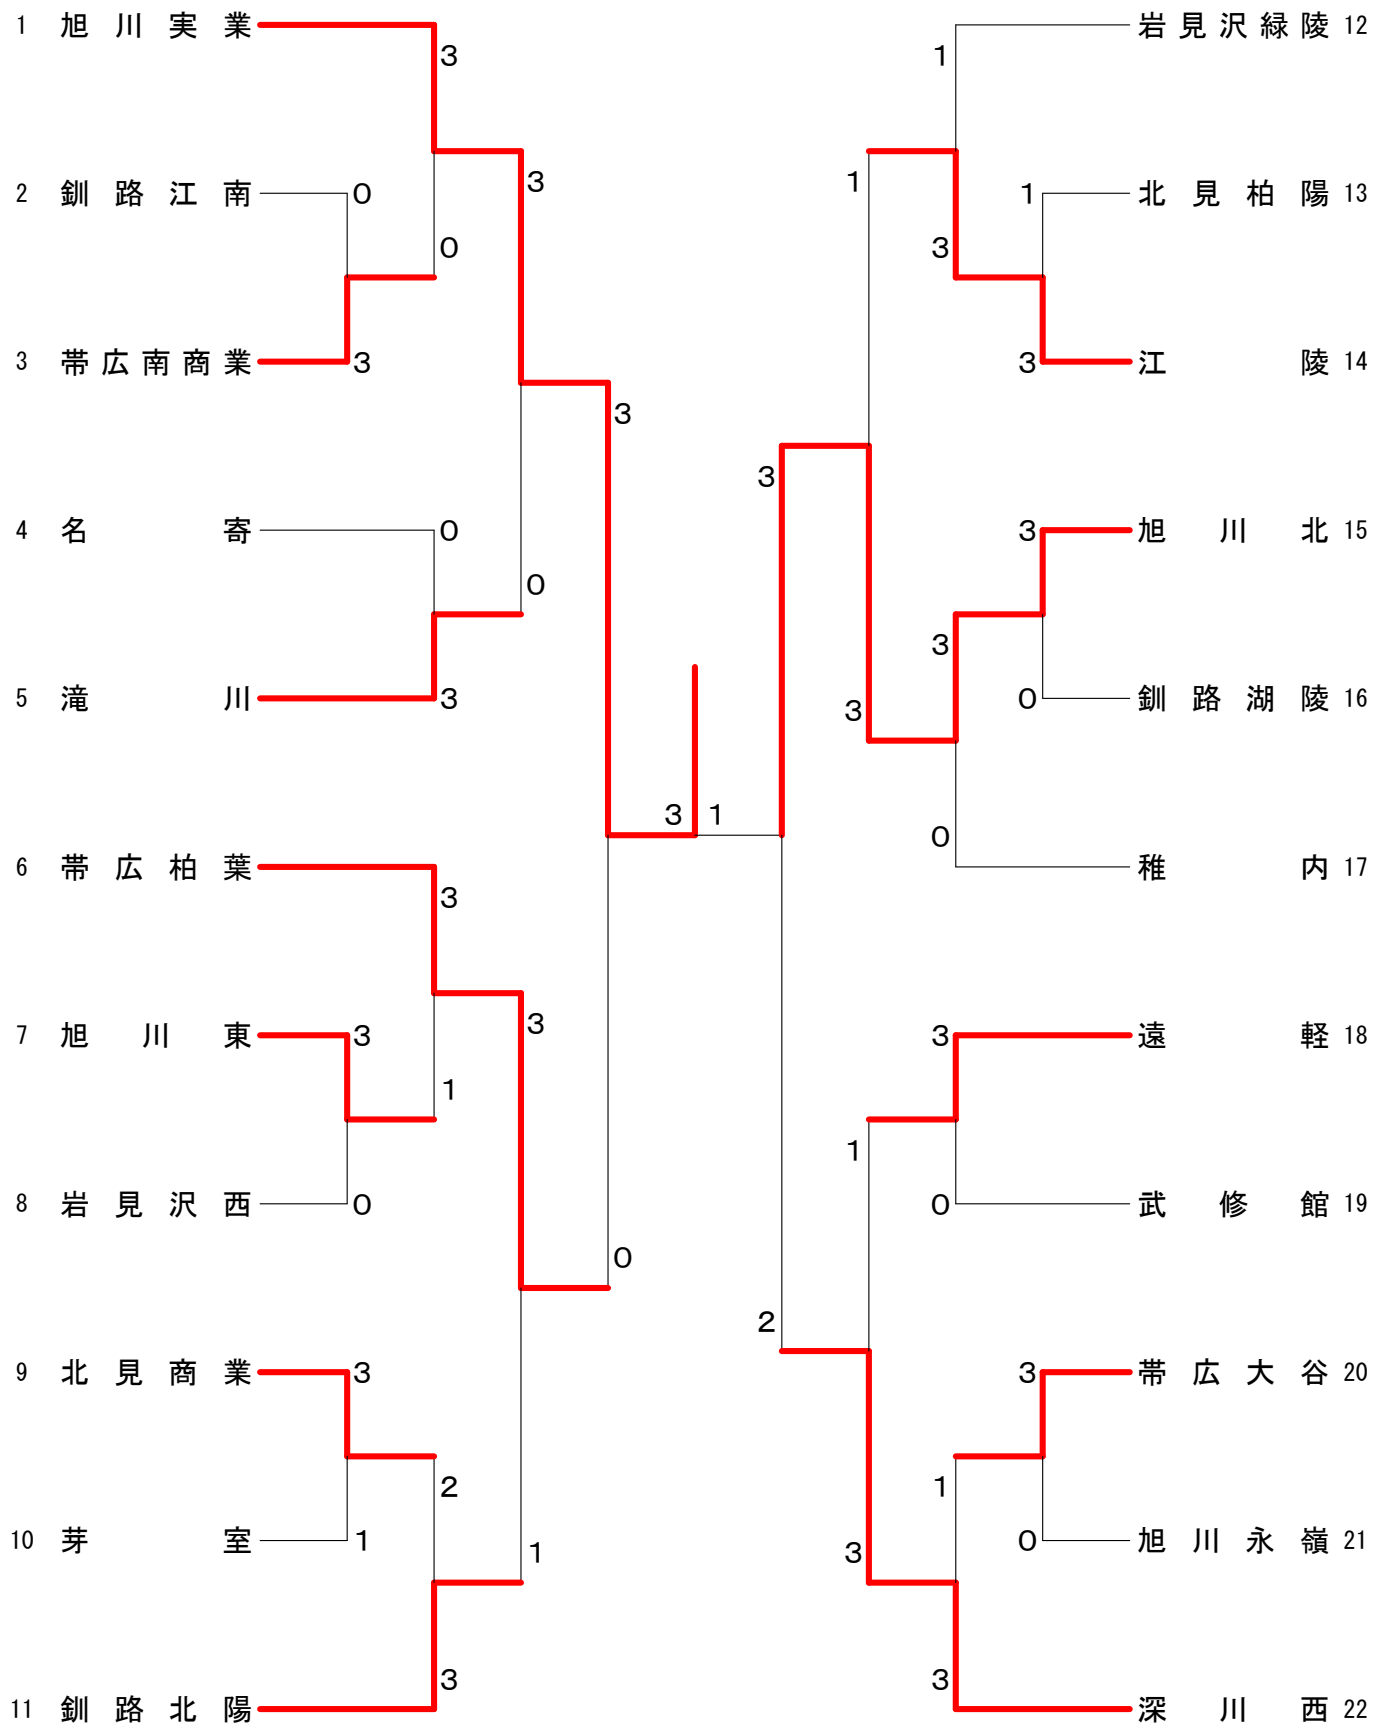 1 旭川実業
3
3
2 釧路江南
0
0
3 帯広南商業
3
3
4 名寄
0
0
5 滝川
3
3
1
6 帯広柏葉
3
3
7 旭川東
3
1
8 岩見沢西
0
0
9 北見商業
3
2
10 芽室
1
1
3
11 釧路北陽
岩見沢緑陵 12
1
1
北見柏陽 13
1
3
江陵 14
3
3
旭川北 15
3
3
釧路湖陵 16
0
3
稚内 17
0
遠軽 18
3
1
武修館 19
0
2
帯広大谷 20
3
1
旭川永嶺 21
0
3
3
深川西 22